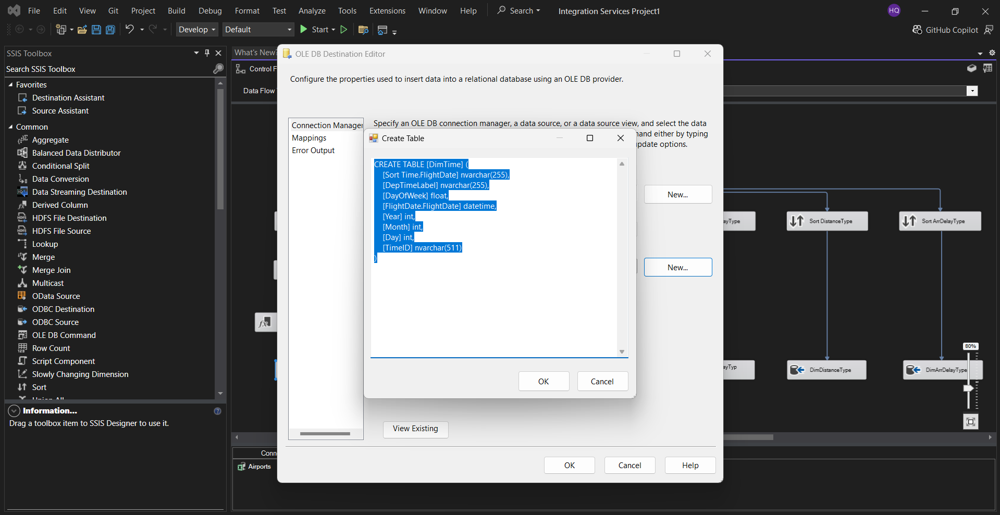 File Edit View Git Project Build Debug Format Test Analyze Tools Extensions Window Help Search Integration Services Project1 HQ
Develop Default Start GitHub Copilot
SSIS Toolbox
Search SSIS Toolbox
Favorites
Destination Assistant
Source Assistant
Common
Aggregate
Balanced Data Distributor
Conditional Split
Data Conversion
Data Streaming Destination
Derived Column
HDFS File Destination
HDFS File Source
Lookup
Merge
Merge Join
Multicast
OData Source
ODBC Destination
ODBC Source
OLE DB Command
Row Count
Script Component
Slowly Changing Dimension
Sort
Union All
Information...
Drag a toolbox item to SSIS Designer to use it.
What's New?
Control F
Data Flow
OLE DB Destination Editor
Configure the properties used to insert data into a relational database using an OLE DB provider.
Connection Manager
Mappings
Error Output
Specify an OLE DB connection manager, a data source, or a data source view, and select the data
mand either by typing
update options.
New...
New...
Create Table
CREATE TABLE [DimTime] (
[Sort Time.FlightDate] nvarchar(255),
[DepTimeLabel] nvarchar(255),
[DayOfWeek] float,
[FlightDate.FlightDate] datetime,
[Year] int,
[Month] int,
[Day] int,
[TimeID] nvarchar(511)
)
OK Cancel
View Existing
OK Cancel Help
ayType
Sort DistanceType
Sort ArrDelayType
ayTyp
DimDistanceType
DimArrDelayType
80%
Conn
Airports